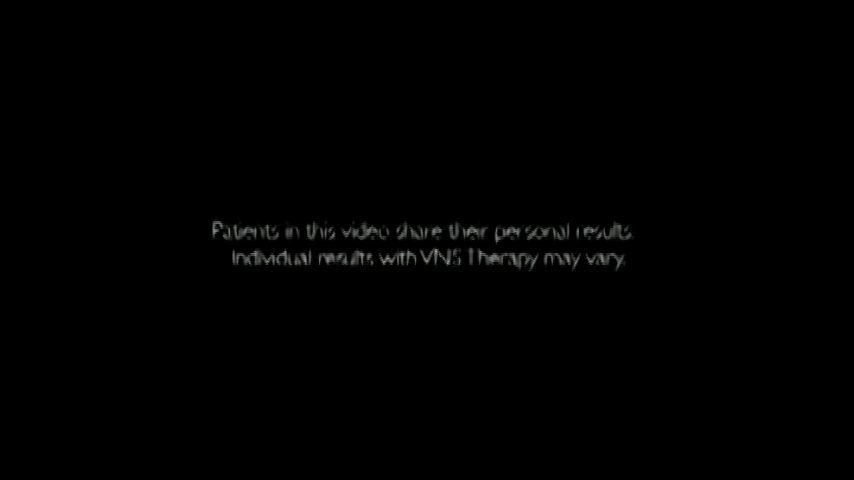 Patients in this video share their personal results.
Individual results with VNS Therapy may vary.